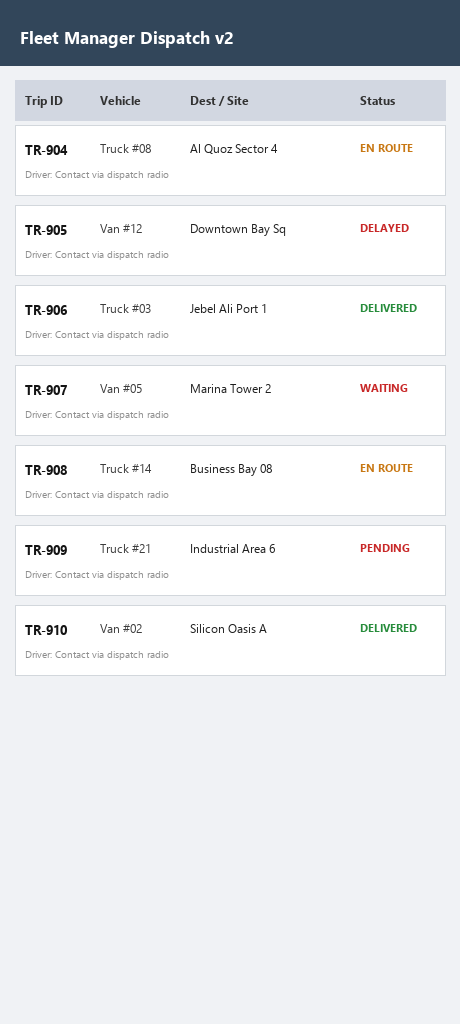 Fleet Manager Dispatch v2
Trip ID Vehicle Dest / Site Status
TR-904 Truck #08 Al Quoz Sector 4 EN ROUTE
Driver: Contact via dispatch radio
TR-905 Van #12 Downtown Bay Sq DELAYED
Driver: Contact via dispatch radio
TR-906 Truck #03 Jebel Ali Port 1 DELIVERED
Driver: Contact via dispatch radio
TR-907 Van #05 Marina Tower 2 WAITING
Driver: Contact via dispatch radio
TR-908 Truck #14 Business Bay 08 EN ROUTE
Driver: Contact via dispatch radio
TR-909 Truck #21 Industrial Area 6 PENDING
Driver: Contact via dispatch radio
TR-910 Van #02 Silicon Oasis A DELIVERED
Driver: Contact via dispatch radio